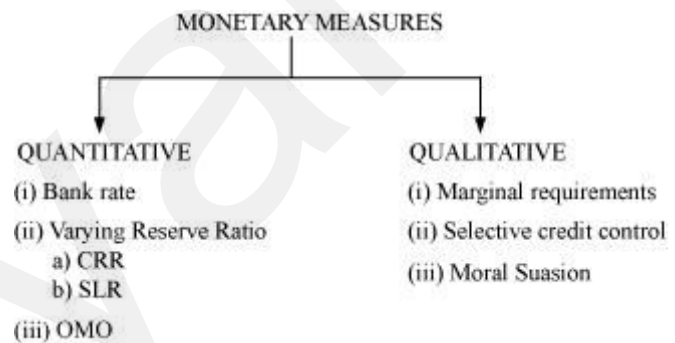 MONETARY MEASURES
QUANTITATIVE
(i) Bank rate
(ii) Varying Reserve Ratio
a) CRR
b) SLR
(iii) OMO
QUALITATIVE
(i) Marginal requirements
(ii) Selective credit control
(iii) Moral Suasion